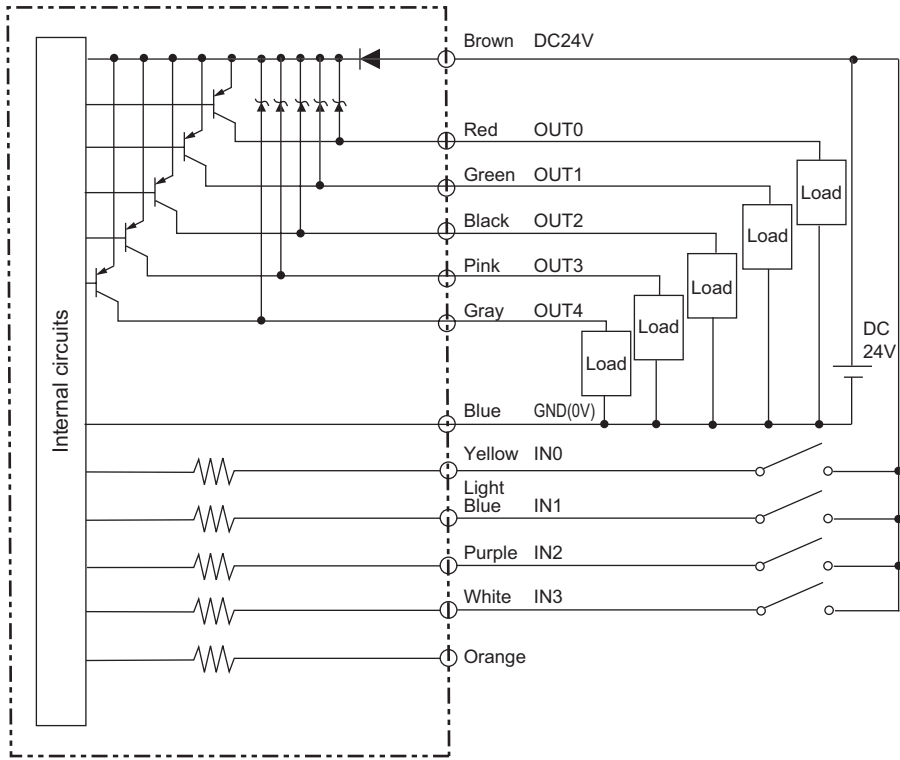 Internal circuits
Brown DC24V
Red OUT0
Green OUT1
Black OUT2
Pink OUT3
Gray OUT4
Load
Load
Load
Load
Load
DC
24V
Blue GND(0V)
Yellow IN0
Light
Blue IN1
Purple IN2
White IN3
Orange